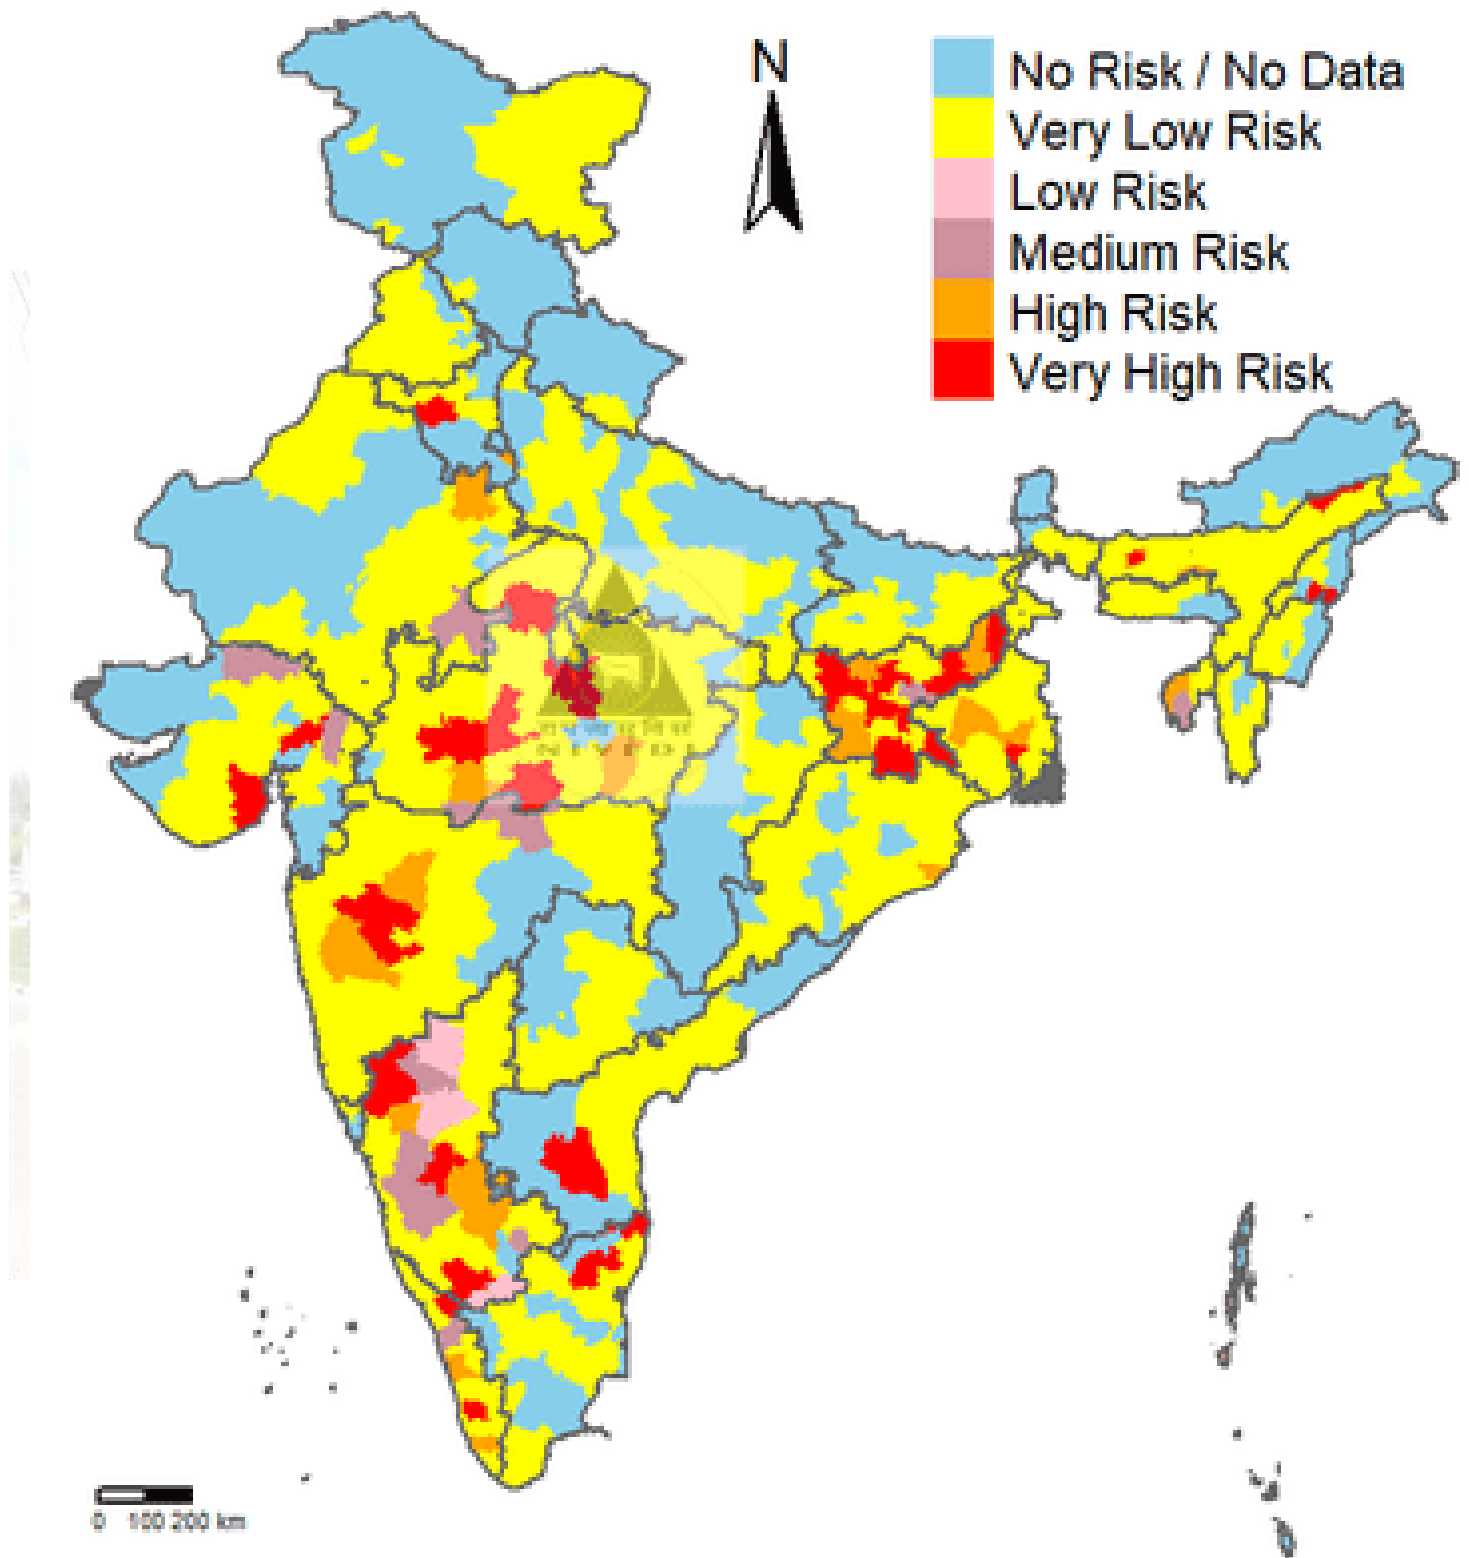 N
No Risk / No Data
Very Low Risk
Low Risk
Medium Risk
High Risk
Very High Risk
NIVEDI
0 100 200 km